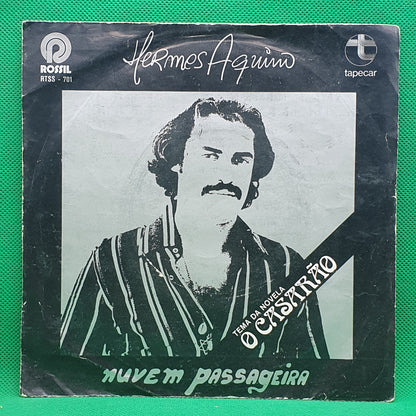 ROSSIL
RTSS - 701
Hermes Aquino
tapecar
TEMA DA NOVELA
O CASARÃO
nuvem passageira